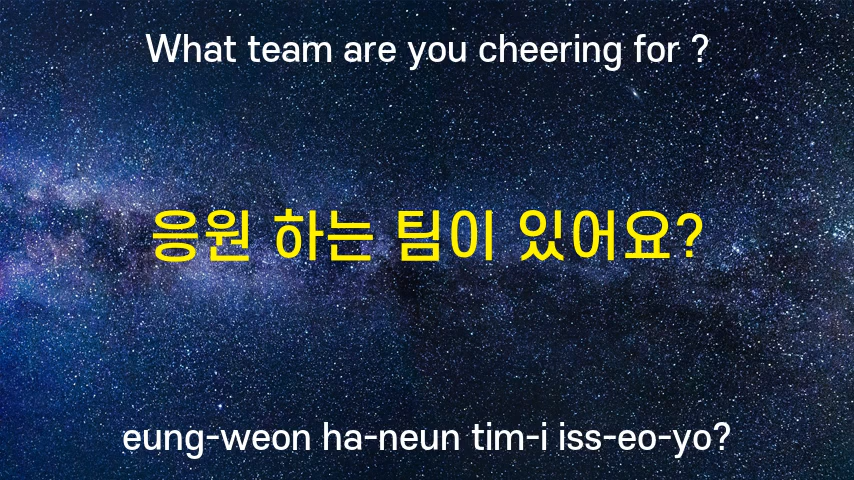 What team are you cheering for ?
응원 하는 팀이 있어요?
eung-weon ha-neun tim-i iss-eo-yo?